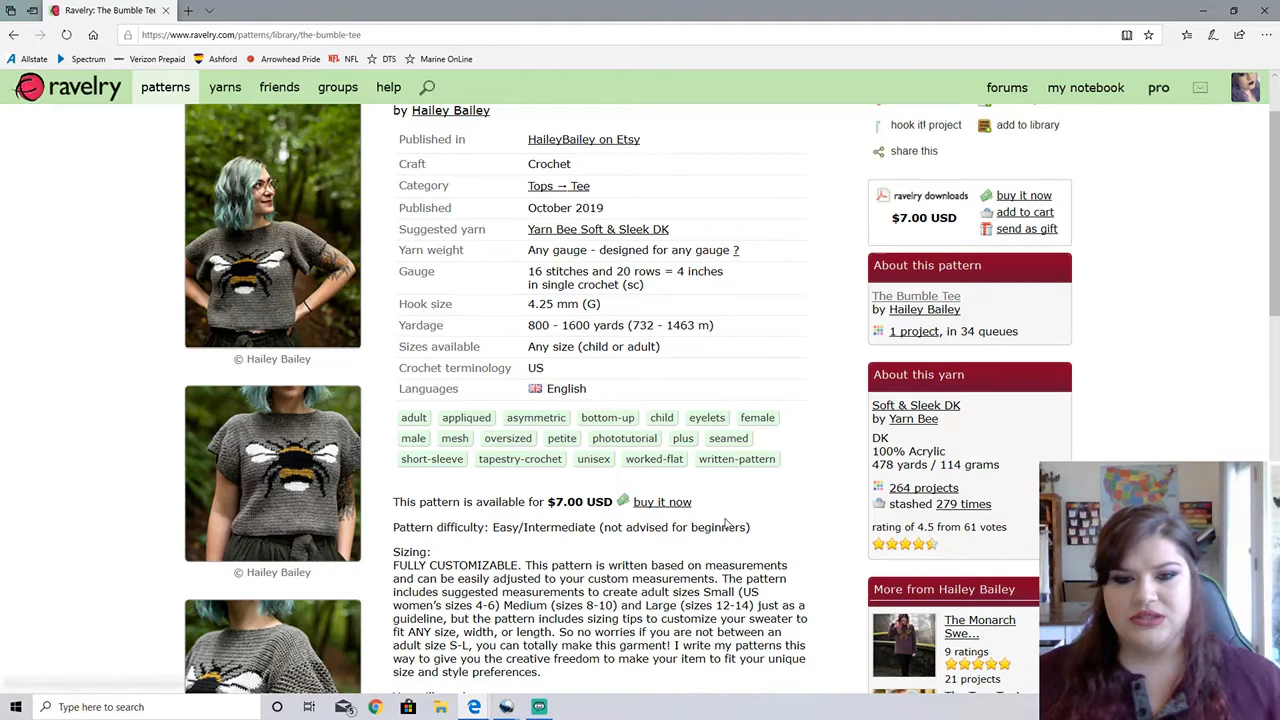 Ravelry: The Bumble Tee
https://www.ravelry.com/patterns/library/the-bumble-tee
Allstate Spectrum Verizon Prepaid Ashford Arrowhead Pride NFL NFL DTS Marine OnLine
ravelry patterns yarns friends groups help forums my notebook pro
by Hailey Bailey
Published in HaileyBailey on Etsy
Craft Crochet
Category Tops → Tee
Published October 2019
Suggested yarn Yarn Bee Soft & Sleek DK
Yarn weight Any gauge - designed for any gauge ?
Gauge 16 stitches and 20 rows = 4 inches
in single crochet (sc)
Hook size 4.25 mm (G)
Yardage 800 - 1600 yards (732 - 1463 m)
Sizes available Any size (child or adult)
Crochet terminology US
Languages English
adult appliqued asymmetric bottom-up child eyelets female
male mesh oversized petite phototutorial plus seamed
short-sleeve tapestry-crochet unisex worked-flat written-pattern
This pattern is available for $7.00 USD buy it now
Pattern difficulty: Easy/Intermediate (not advised for beginners)
Sizing:
FULLY CUSTOMIZABLE. This pattern is written based on measurements
and can be easily adjusted to your custom measurements. The pattern
includes suggested measurements to create adult sizes Small (US
women's sizes 4-6) Medium (sizes 8-10) and Large (sizes 12-14) just as a
guideline, but the pattern includes sizing tips to customize your sweater to
fit ANY size, width, or length. So no worries if you are not between an
adult size S-L, you can totally make this garment! I write my patterns this
way to give you the creative freedom to make your item to fit your unique
size and style preferences.
© Hailey Bailey
© Hailey Bailey
hook it! project add to library
share this
ravelry downloads
$7.00 USD
buy it now
add to cart
send as gift
About this pattern
The Bumble Tee
by Hailey Bailey
1 project, in 34 queues
About this yarn
Soft & Sleek DK
by Yarn Bee
DK
100% Acrylic
478 yards / 114 grams
264 projects
stashed 279 times
rating of 4.5 from 61 votes
More from Hailey Bailey
The Monarch
Swe...
9 ratings
21 projects
Type here to search
5